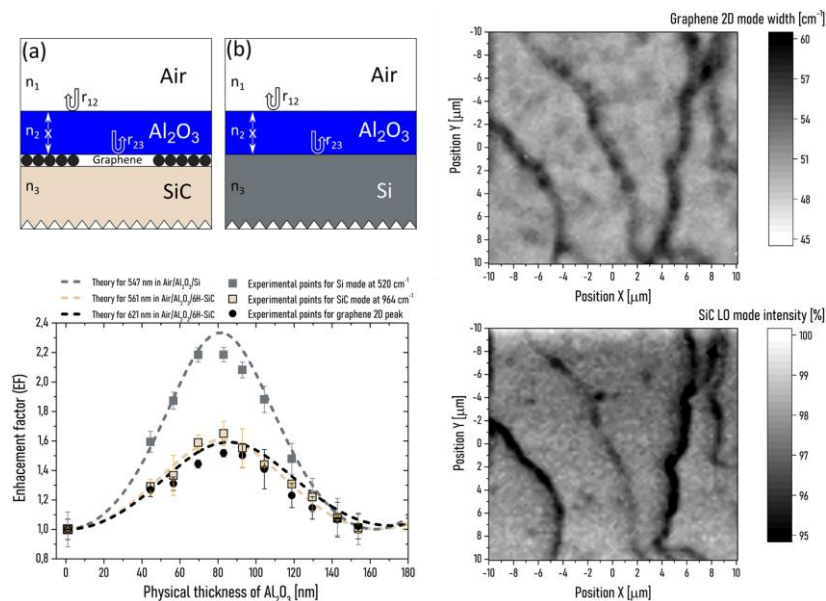 (a)
Air
n₁
r₁₂
n₂
x
Al₂O₃
r₂₃
Graphene
n₃
SiC
(b)
Air
n₁
r₁₂
n₂
x
Al₂O₃
r₂₃
n₃
Si
Theory for 547 nm in Air/Al₂O₃/Si
Theory for 561 nm in Air/Al₂O₃/6H-SiC
Theory for 621 nm in Air/Al₂O₃/6H-SiC
Experimental points for Si mode at 520 cm⁻¹
Experimental points for SiC mode at 964 cm⁻¹
Experimental points for graphene 2D peak
2,4
2,2
2,0
1,8
1,6
1,4
1,2
1,0
0,8
Enhacement factor (EF)
0 20 40 60 80 100 120 140 160 180
Physical thickness of Al₂O₃ [nm]
Graphene 2D mode width [cm⁻¹]
-10
-8
-6
-4
-2
0
2
4
6
8
10
Position Y [μm]
-10 -8 -6 -4 -2 0 2 4 6 8 10
Position X [μm]
60
57
54
51
48
45
SiC LO mode intensity [%]
-10
-8
-6
-4
-2
0
2
4
6
8
10
Position Y [μm]
-10 -8 -6 -4 -2 0 2 4 6 8 10
Position X [μm]
100
99
98
97
96
95